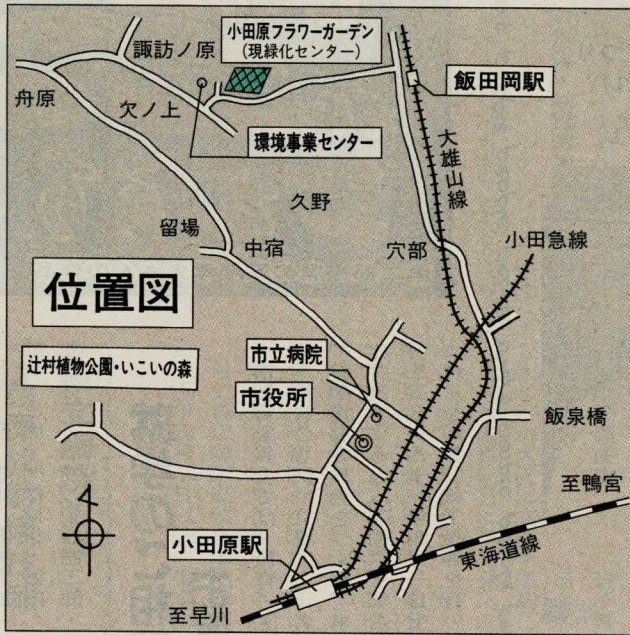 小田原フラワーガーデン
(現緑化センター)
諏訪ノ原
飯田岡駅
舟原
欠ノ上
環境事業センター
大雄山線
久野
留場
中宿
穴部
小田急線
位置図
辻村植物公園・いこいの森
市立病院
市役所
飯泉橋
至鴨宮
小田原駅
東海道線
至早川